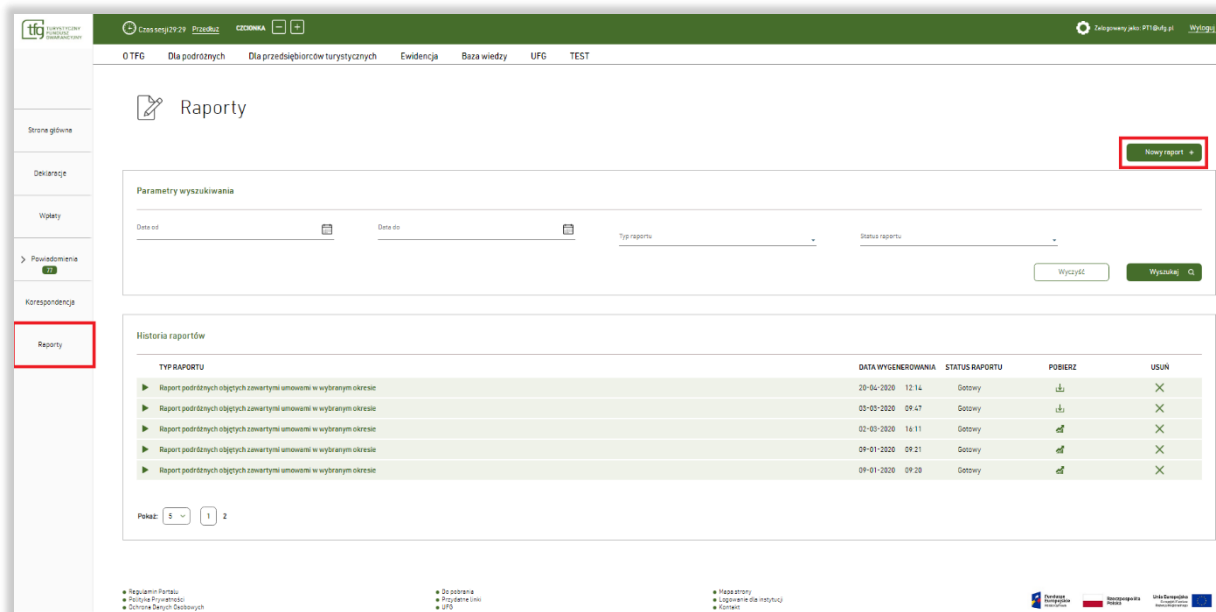 tfg TURYSTYCZNY FUNDUSZ GWARANCYJNY
Czas sesji 29:29 Przedłuż CZCIONKA − +
Zalogowany jako: PT1@ufg.pl Wyloguj
O TFG Dla podróżnych Dla przedsiębiorców turystycznych Ewidencja Baza wiedzy UFG TEST
Raporty
Strona główna
Deklaracje
Wpłaty
Powiadomienia
77
Korespondencja
Raporty
Nowy raport +
Parametry wyszukiwania
Data od Data do Typ raportu Status raportu
Wyczyść Wyszukaj
Historia raportów
TYP RAPORTU DATA WYGENEROWANIA STATUS RAPORTU POBIERZ USUŃ
Raport podróżnych objętych zawartymi umowami w wybranym okresie 20-04-2020 12:14 Gotowy
Raport podróżnych objętych zawartymi umowami w wybranym okresie 03-03-2020 09:47 Gotowy
Raport podróżnych objętych zawartymi umowami w wybranym okresie 02-03-2020 16:11 Gotowy
Raport podróżnych objętych zawartymi umowami w wybranym okresie 09-01-2020 09:21 Gotowy
Raport podróżnych objętych zawartymi umowami w wybranym okresie 09-01-2020 09:20 Gotowy
Pokaż: 5 1 2
Regulamin Portalu
Polityka Prywatności
Ochrona Danych Osobowych
Do pobrania
Przydatne linki
UFG
Mapa strony
Logowanie dla instytucji
Kontakt
Fundusze Europejskie
Rzeczpospolita Polska
Unia Europejska